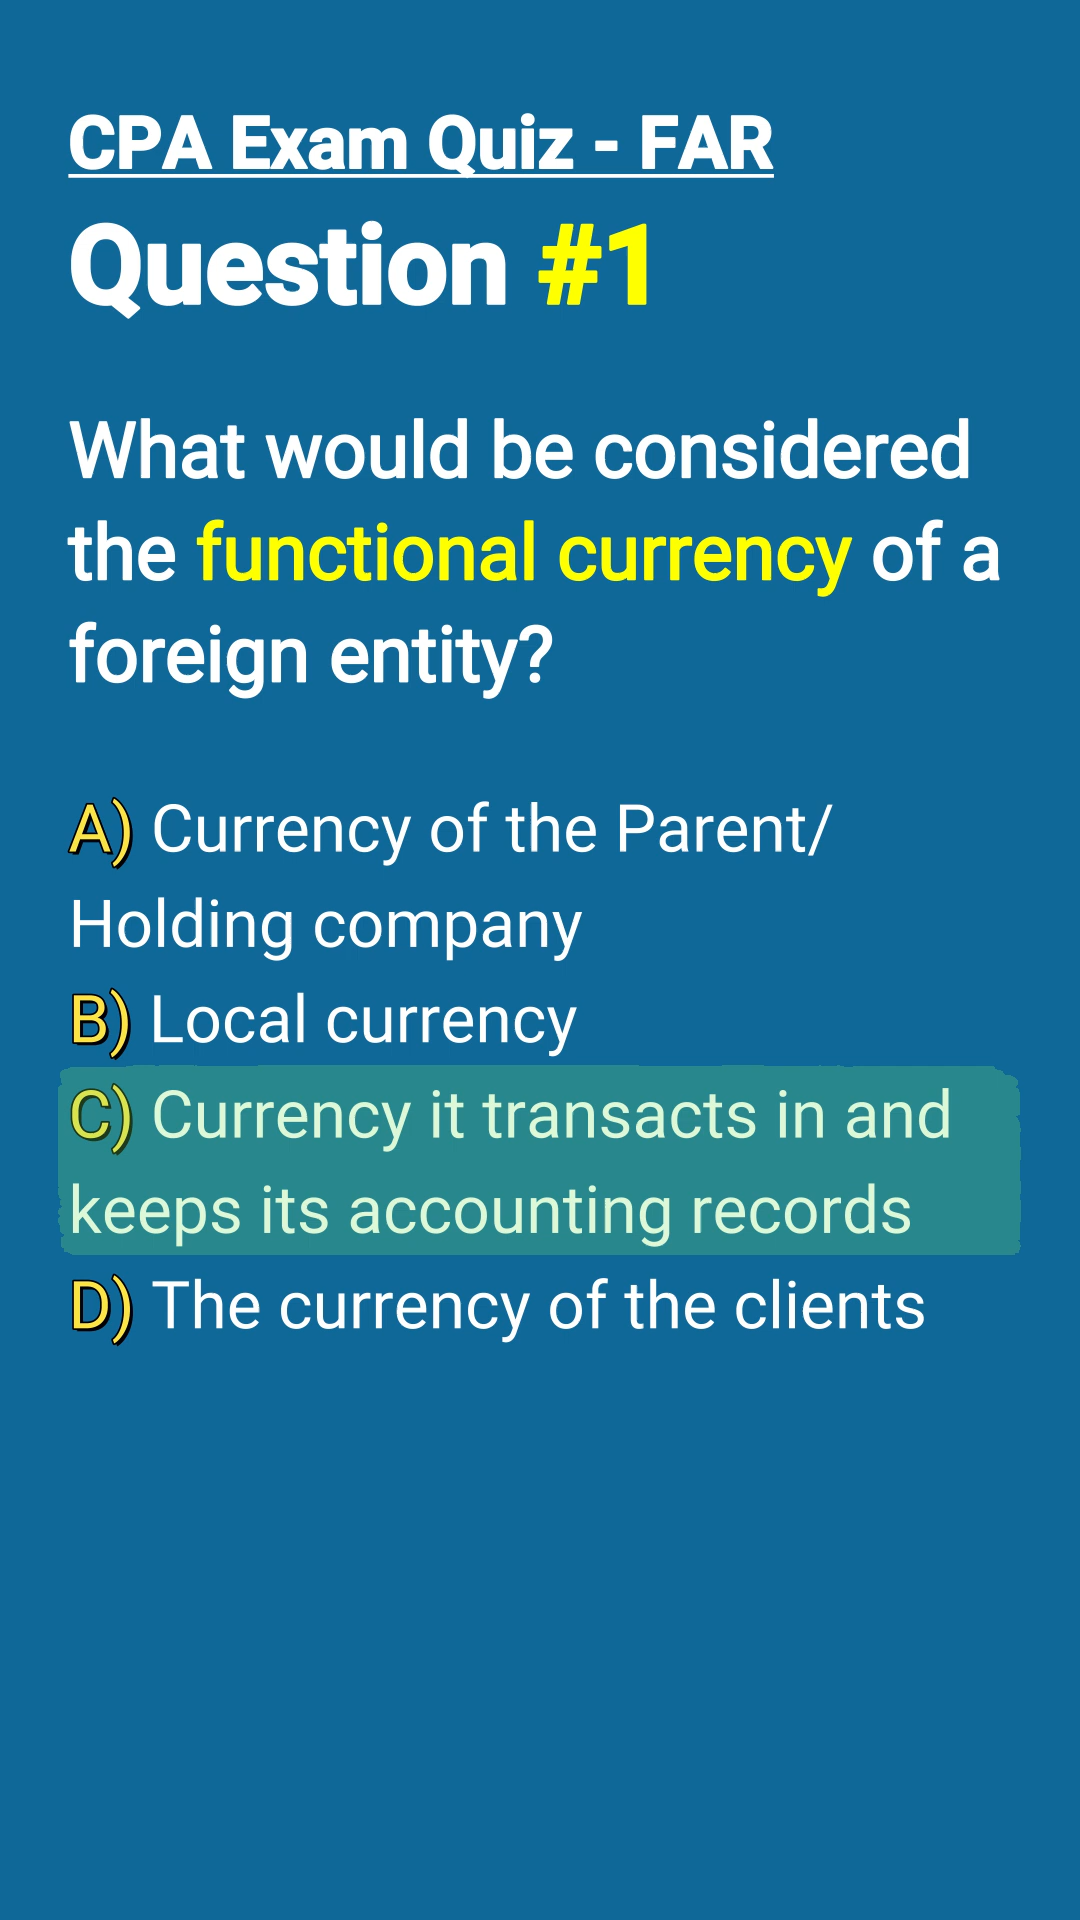 CPA Exam Quiz - FAR
Question #1
What would be considered
the functional currency of a
foreign entity?
A) Currency of the Parent/
Holding company
B) Local currency
C) Currency it transacts in and
keeps its accounting records
D) The currency of the clients